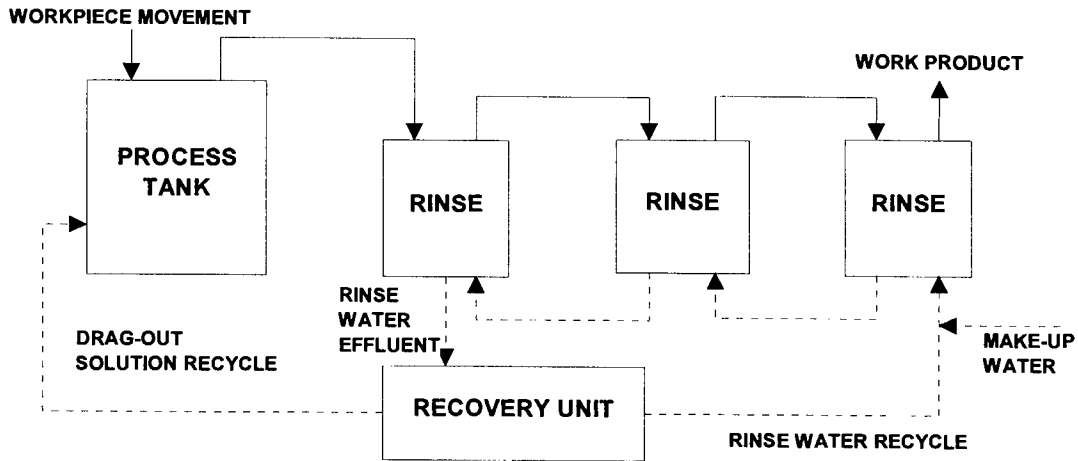 WORKPIECE MOVEMENT
WORK PRODUCT
PROCESS
TANK
RINSE
RINSE
RINSE
RINSE
WATER
EFFLUENT
DRAG-OUT
SOLUTION RECYCLE
MAKE-UP
WATER
RECOVERY UNIT
RINSE WATER RECYCLE